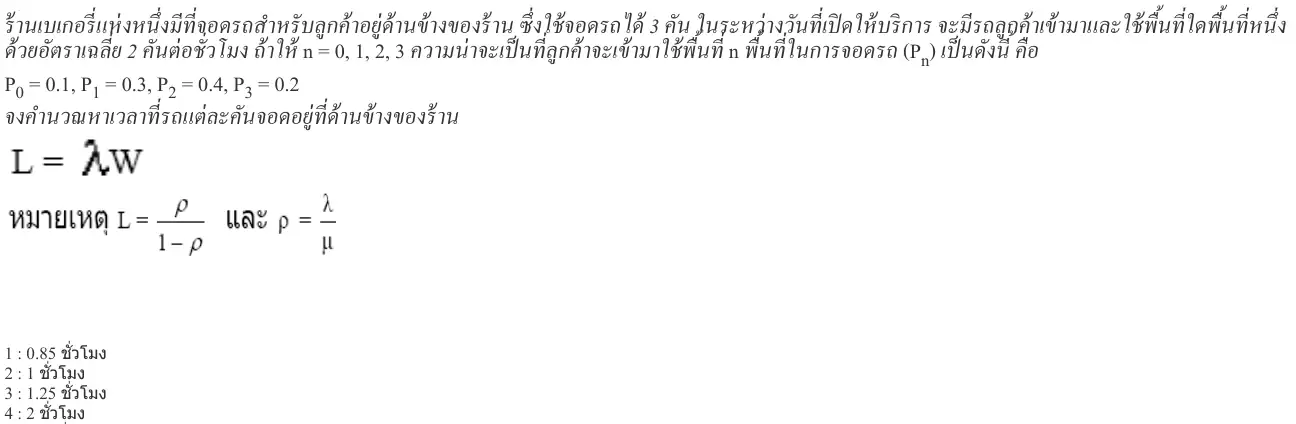 ร้านเบเกอรี่แห่งหนึ่งมีที่จอดรถสำหรับลูกค้าอยู่ด้านข้างของร้าน ซึ่งใช้จอดรถได้ 3 คัน ในระหว่างวันที่เปิดให้บริการ จะมีรถลูกค้าเข้ามาและใช้พื้นที่ใดพื้นที่หนึ่ง
ด้วยอัตราเฉลี่ย 2 คันต่อชั่วโมง ถ้าให้ n = 0, 1, 2, 3 ความน่าจะเป็นที่ลูกค้าจะเข้ามาใช้พื้นที่ n พื้นที่ในการจอดรถ (Pn) เป็นดังนี้ คือ
P0 = 0.1, P1 = 0.3, P2 = 0.4, P3 = 0.2
จงคำนวณหาเวลาที่รถแต่ละคันจอดอยู่ที่ด้านข้างของร้าน
L = λW
หมายเหตุ L = ρ / (1 − ρ) และ ρ = λ / μ
1 : 0.85 ชั่วโมง
2 : 1 ชั่วโมง
3 : 1.25 ชั่วโมง
4 : 2 ชั่วโมง